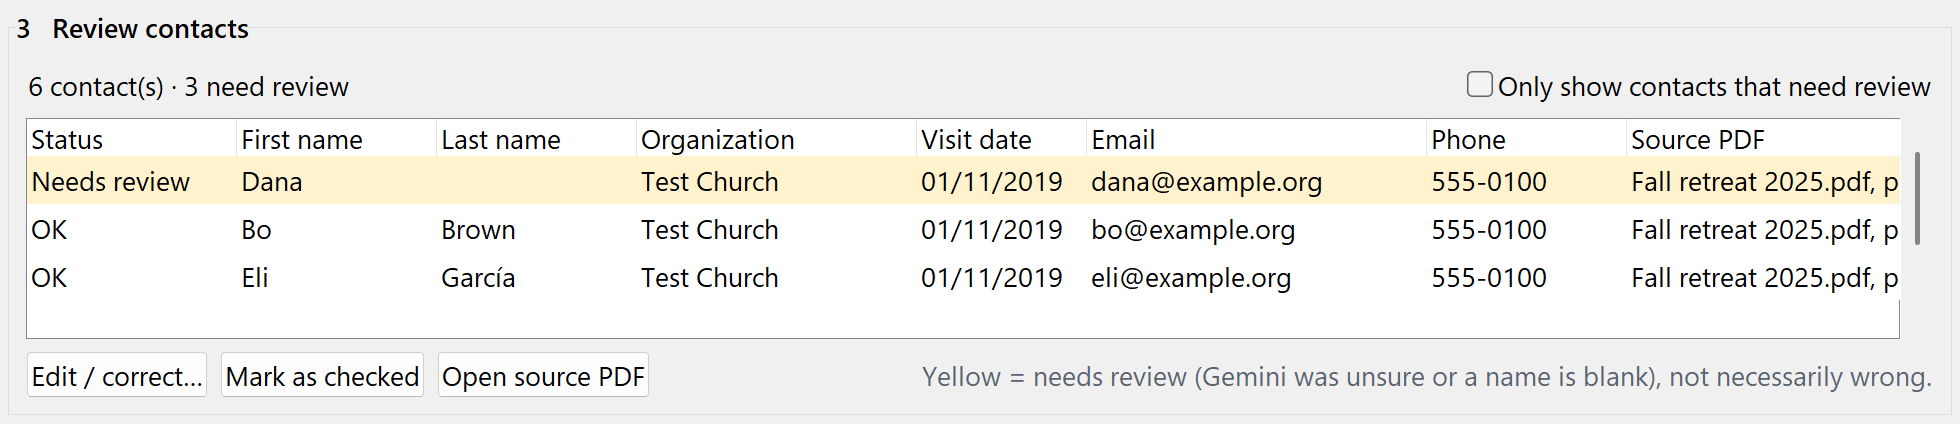 3 Review contacts
6 contact(s) · 3 need review
Only show contacts that need review
Status First name Last name Organization Visit date Email Phone Source PDF
Needs review Dana Test Church 01/11/2019 dana@example.org 555-0100 Fall retreat 2025.pdf, p
OK Bo Brown Test Church 01/11/2019 bo@example.org 555-0100 Fall retreat 2025.pdf, p
OK Eli García Test Church 01/11/2019 eli@example.org 555-0100 Fall retreat 2025.pdf, p
Edit / correct... Mark as checked Open source PDF Yellow = needs review (Gemini was unsure or a name is blank), not necessarily wrong.